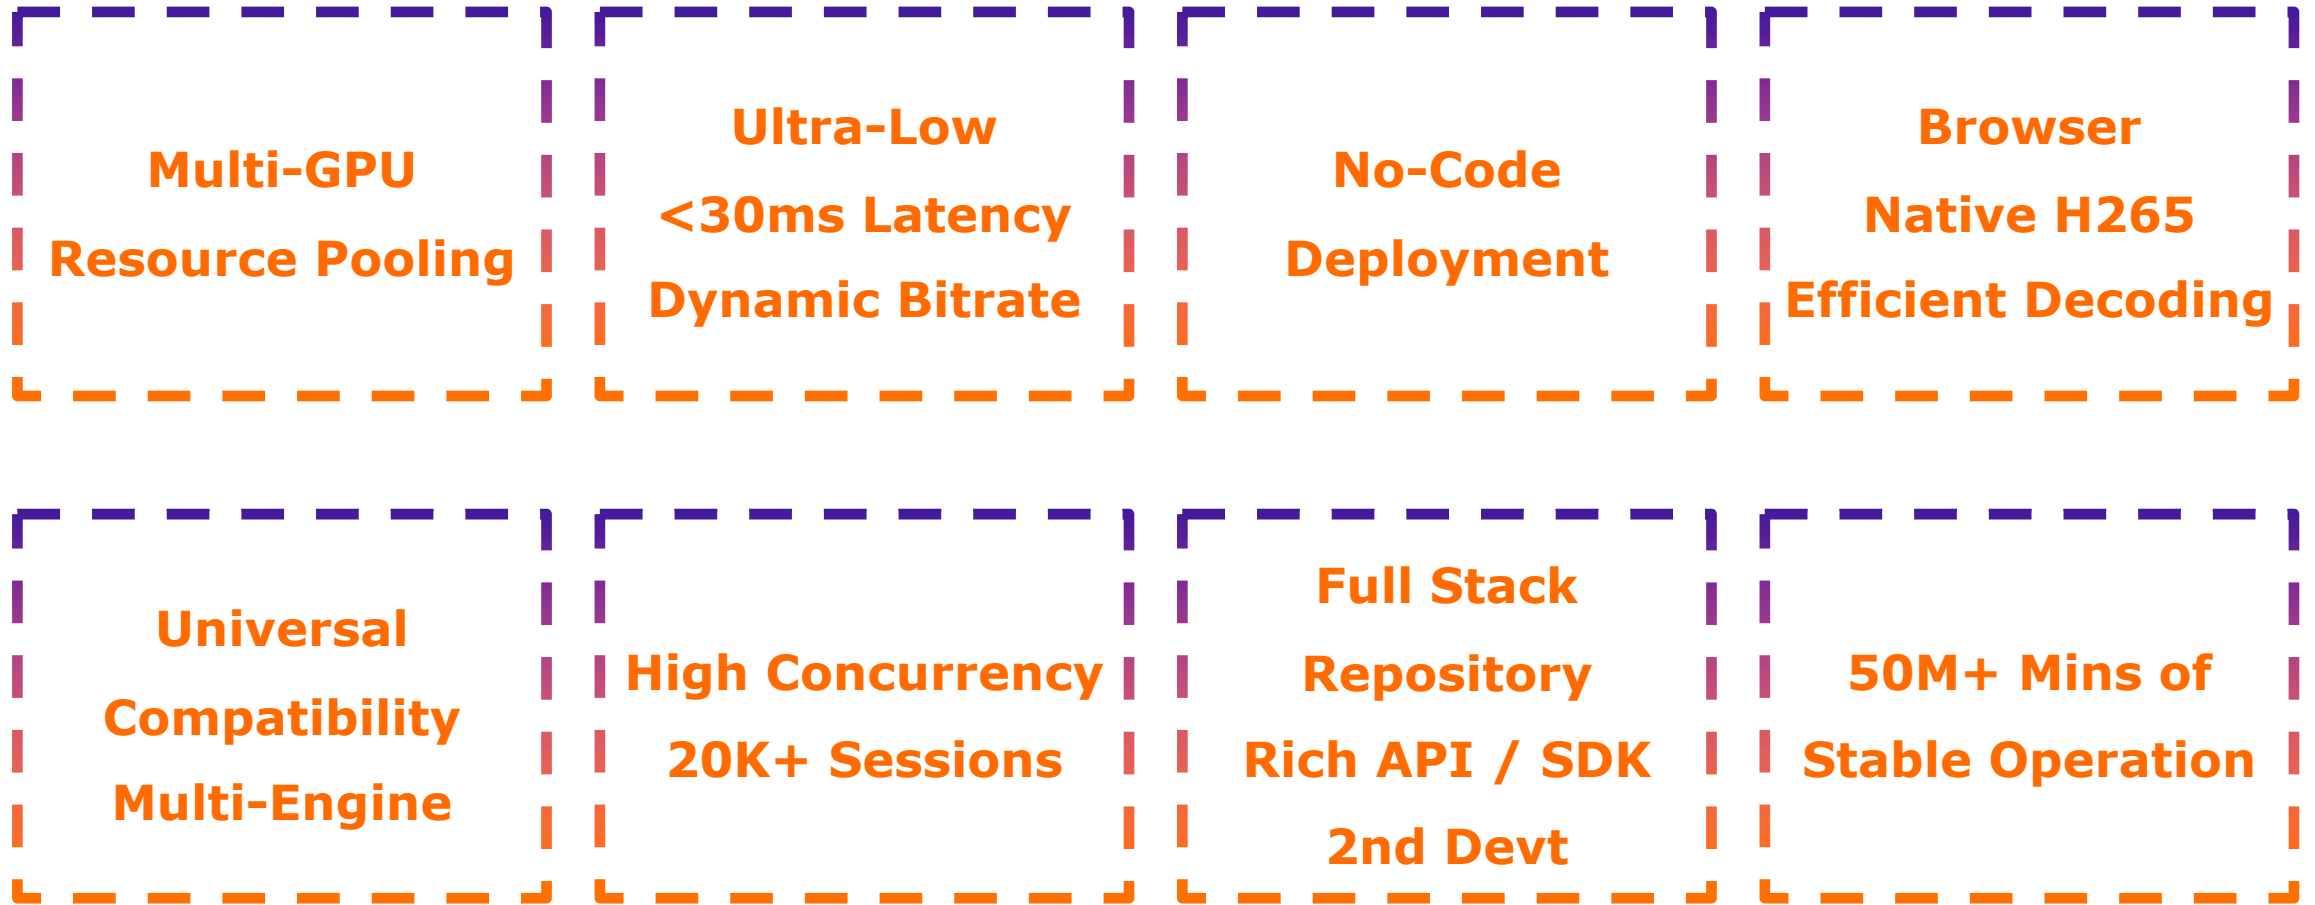 Multi-GPU
Resource Pooling
Ultra-Low
<30ms Latency
Dynamic Bitrate
No-Code
Deployment
Browser
Native H265
Efficient Decoding
Universal
Compatibility
Multi-Engine
High Concurrency
20K+ Sessions
Full Stack
Repository
Rich API / SDK
2nd Devt
50M+ Mins of
Stable Operation